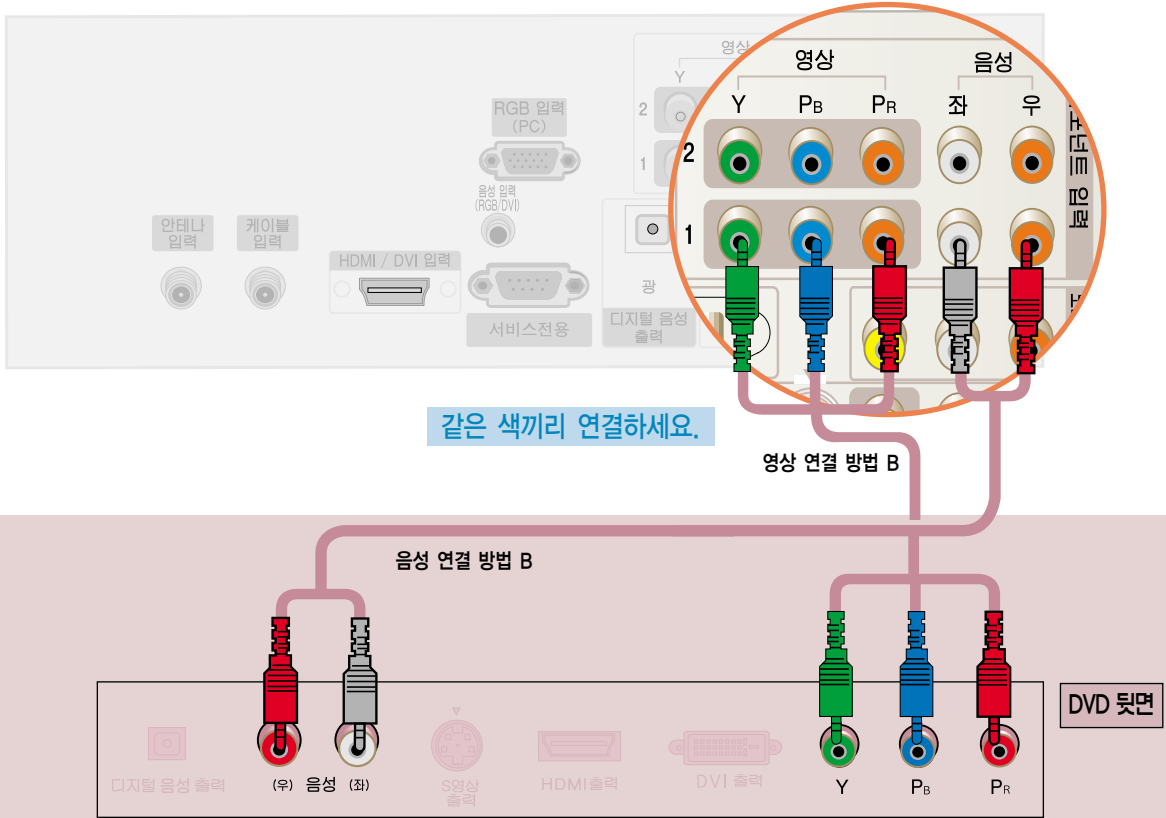 영상
Y
2
1
RGB 입력
(PC)
음성 입력
(RGB/DVI)
안테나
입력
케이블
입력
HDMI / DVI 입력
서비스전용
광
디지털 음성
출력
영상 음성
Y PB PR 좌 우
2
1
포넌트 입력
같은 색끼리 연결하세요.
영상 연결 방법 B
음성 연결 방법 B
DVD 뒷면
디지털 음성 출력
(우) 음성 (좌)
S영상
출력
HDMI출력
DVI 출력
Y PB PR